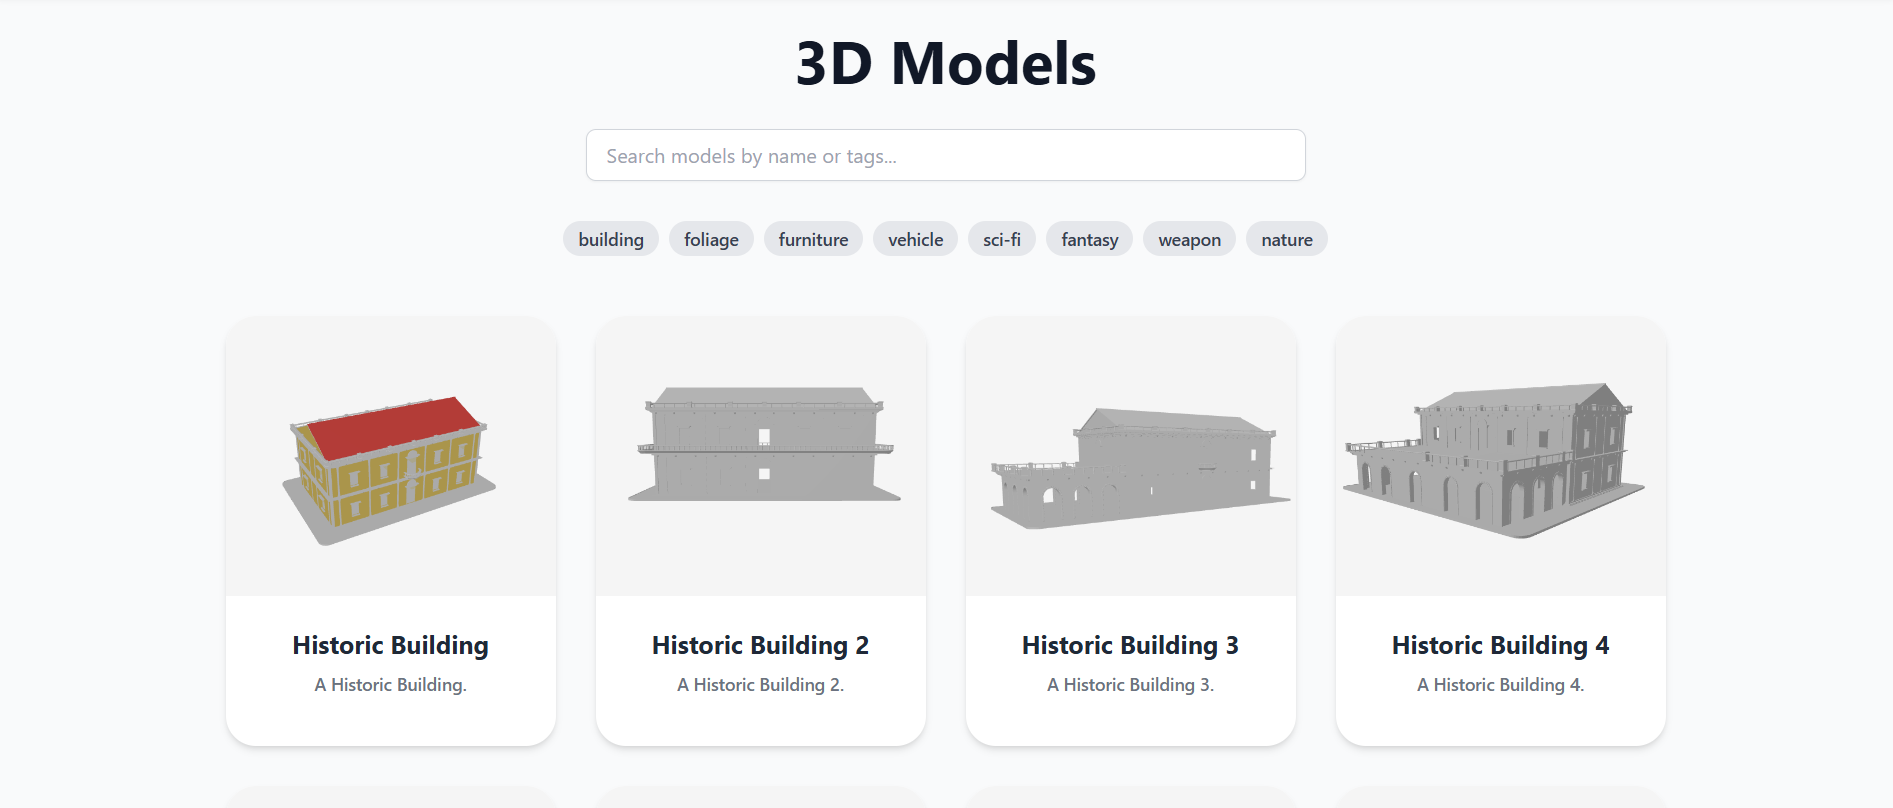 3D Models
Search models by name or tags...
building foliage furniture vehicle sci-fi fantasy weapon nature
Historic Building
A Historic Building.
Historic Building 2
A Historic Building 2.
Historic Building 3
A Historic Building 3.
Historic Building 4
A Historic Building 4.